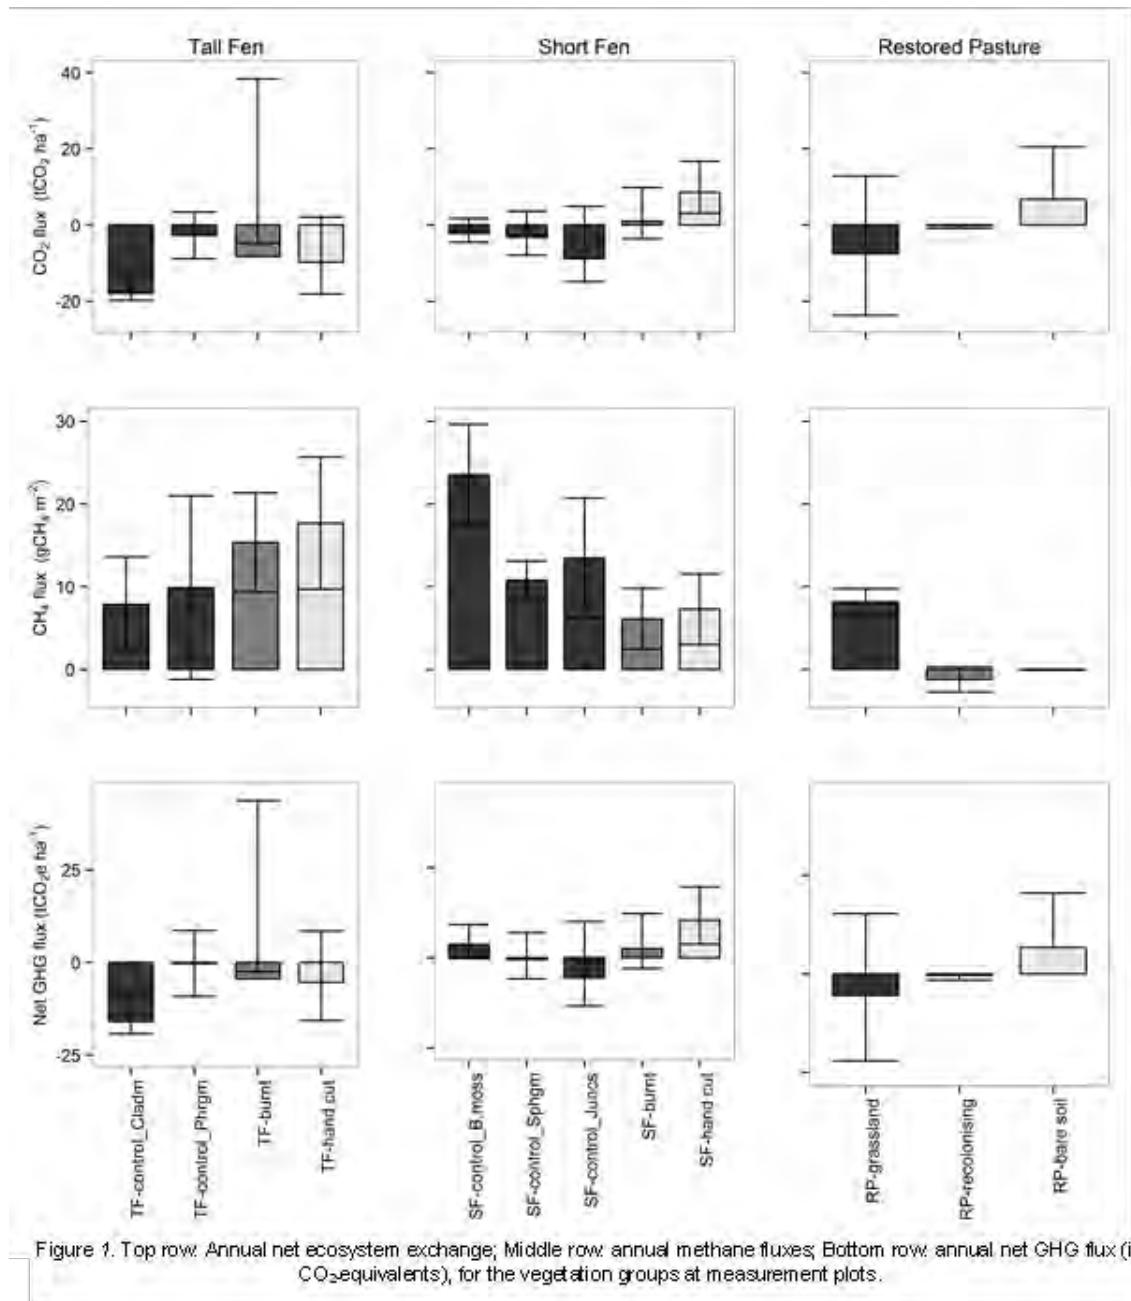 Tall Fen
Short Fen
Restored Pasture
CO₂ flux (tCO₂ ha⁻¹)
40
20
0
-20
CH₄ flux (gCH₄ m⁻²)
30
20
10
0
Net GHG flux (tCO₂e ha⁻¹)
25
0
-25
TF-control_Cladm
TF-control_Phrgm
TF-burnt
TF-hand cut
SF-control_B.moss
SF-control_Sphgm
SF-control_Juncs
SF-burnt
SF-hand cut
RP-grassland
RP-recolonising
RP-bare soil
Figure 1. Top row: Annual net ecosystem exchange; Middle row: annual methane fluxes; Bottom row: annual net GHG flux (i
CO₂-equivalents), for the vegetation groups at measurement plots.